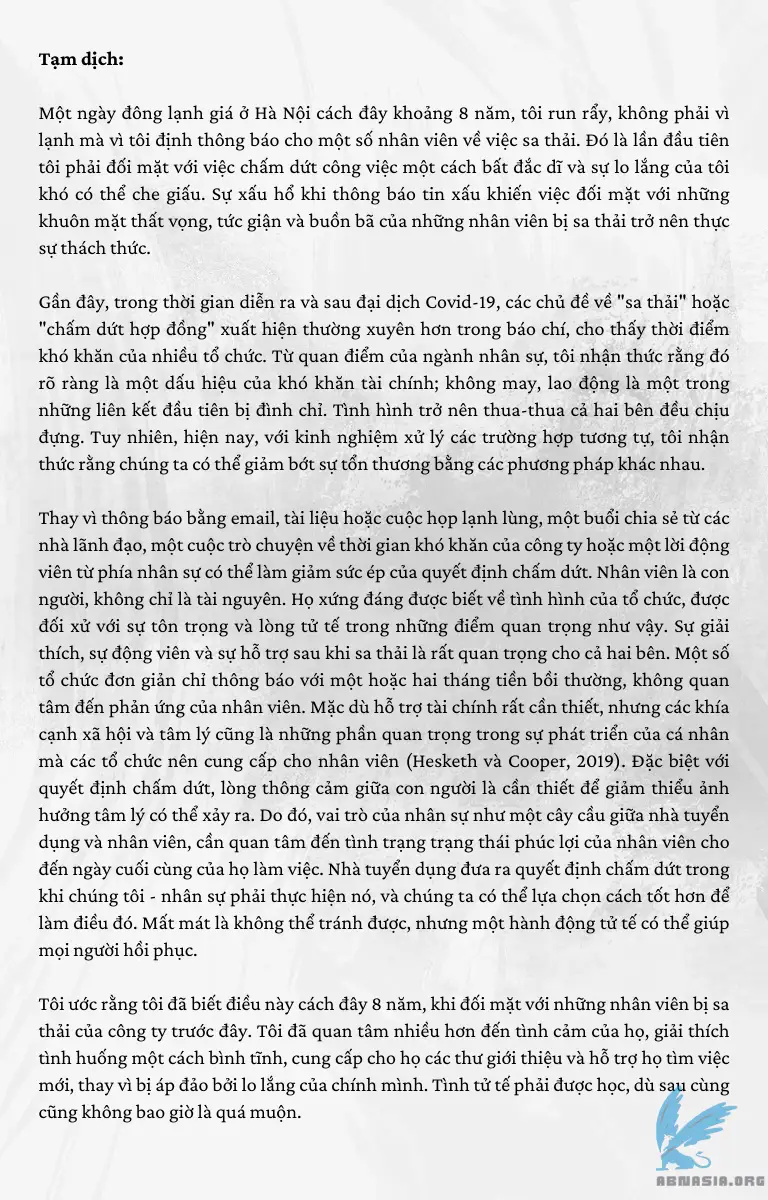 Tạm dịch:
Một ngày đông lạnh giá ở Hà Nội cách đây khoảng 8 năm, tôi run rẩy, không phải vì
lạnh mà vì tôi định thông báo cho một số nhân viên về việc sa thải. Đó là lần đầu tiên
tôi phải đối mặt với việc chấm dứt công việc một cách bất đắc dĩ và sự lo lắng của tôi
khó có thể che giấu. Sự xấu hổ khi thông báo tin xấu khiến việc đối mặt với những
khuôn mặt thất vọng, tức giận và buồn bã của những nhân viên bị sa thải trở nên thực
sự thách thức.
Gần đây, trong thời gian diễn ra và sau đại dịch Covid-19, các chủ đề về "sa thải" hoặc
"chấm dứt hợp đồng" xuất hiện thường xuyên hơn trong báo chí, cho thấy thời điểm
khó khăn của nhiều tổ chức. Từ quan điểm của ngành nhân sự, tôi nhận thức rằng đó
rõ ràng là một dấu hiệu của khó khăn tài chính; không may, lao động là một trong
những liên kết đầu tiên bị đình chỉ. Tình hình trở nên thua-thua cả hai bên đều chịu
đựng. Tuy nhiên, hiện nay, với kinh nghiệm xử lý các trường hợp tương tự, tôi nhận
thức rằng chúng ta có thể giảm bớt sự tổn thương bằng các phương pháp khác nhau.
Thay vì thông báo bằng email, tài liệu hoặc cuộc họp lạnh lùng, một buổi chia sẻ từ các
nhà lãnh đạo, một cuộc trò chuyện về thời gian khó khăn của công ty hoặc một lời động
viên từ phía nhân sự có thể làm giảm sức ép của quyết định chấm dứt. Nhân viên là con
người, không chỉ là tài nguyên. Họ xứng đáng được biết về tình hình của tổ chức, được
đối xử với sự tôn trọng và lòng tử tế trong những điểm quan trọng như vậy. Sự giải
thích, sự động viên và sự hỗ trợ sau khi sa thải là rất quan trọng cho cả hai bên. Một số
tổ chức đơn giản chỉ thông báo với một hoặc hai tháng tiền bồi thường, không quan
tâm đến phản ứng của nhân viên. Mặc dù hỗ trợ tài chính rất cần thiết, nhưng các khía
cạnh xã hội và tâm lý cũng là những phần quan trọng trong sự phát triển của cá nhân
mà các tổ chức nên cung cấp cho nhân viên (Hesketh và Cooper, 2019). Đặc biệt với
quyết định chấm dứt, lòng thông cảm giữa con người là cần thiết để giảm thiểu ảnh
hưởng tâm lý có thể xảy ra. Do đó, vai trò của nhân sự như một cây cầu giữa nhà tuyển
dụng và nhân viên, cần quan tâm đến tình trạng trạng thái phúc lợi của nhân viên cho
đến ngày cuối cùng của họ làm việc. Nhà tuyển dụng đưa ra quyết định chấm dứt trong
khi chúng tôi - nhân sự phải thực hiện nó, và chúng ta có thể lựa chọn cách tốt hơn để
làm điều đó. Mất mát là không thể tránh được, nhưng một hành động tử tế có thể giúp
mọi người hồi phục.
Tôi ước rằng tôi đã biết điều này cách đây 8 năm, khi đối mặt với những nhân viên bị sa
thải của công ty trước đây. Tôi đã quan tâm nhiều hơn đến tình cảm của họ, giải thích
tình huống một cách bình tĩnh, cung cấp cho họ các thư giới thiệu và hỗ trợ họ tìm việc
mới, thay vì bị áp đảo bởi lo lắng của chính mình. Tình tử tế phải được học, dù sau cùng
cũng không bao giờ là quá muộn.
ABNASIA.ORG